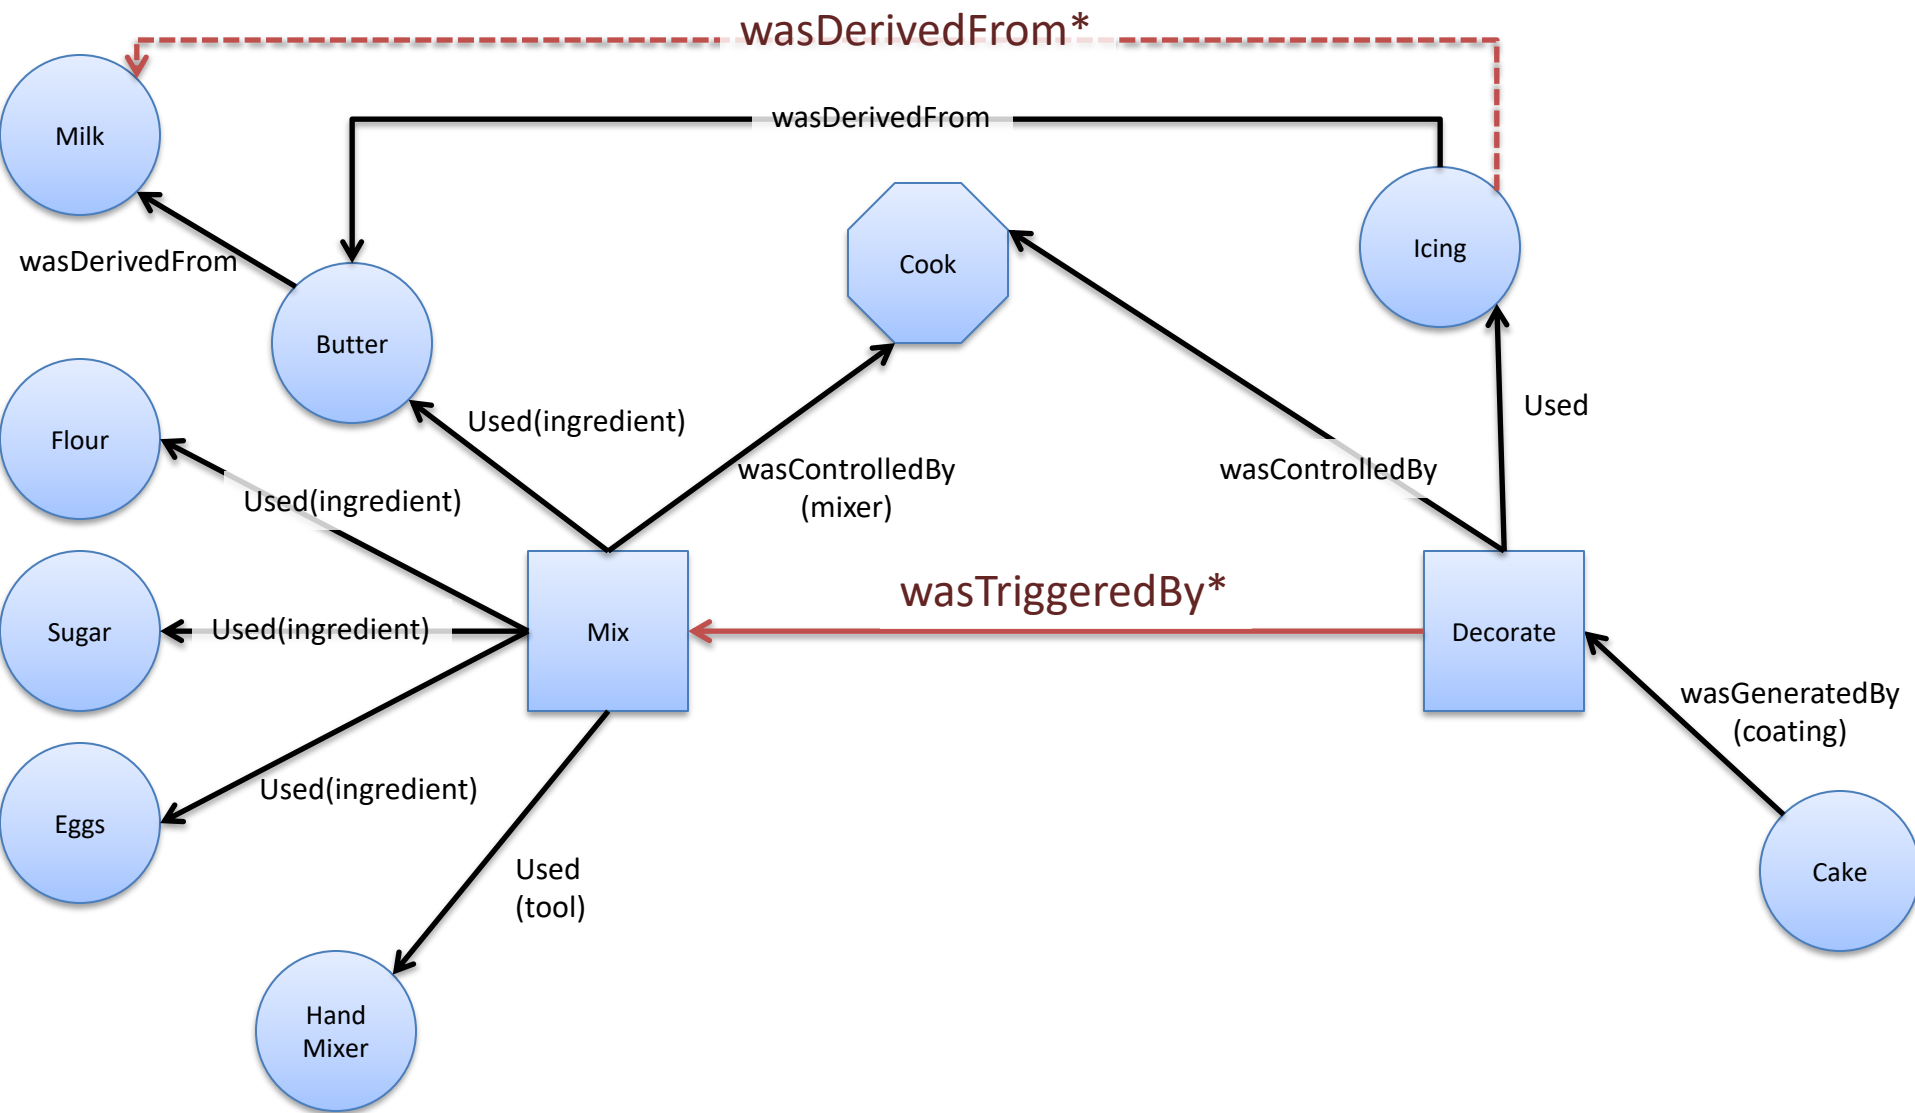 wasDerivedFrom*
wasDerivedFrom
Milk
Icing
Cook
wasDerivedFrom
Butter
Used
Used(ingredient)
Flour
wasControlledBy
(mixer)
wasControlledBy
Used(ingredient)
wasTriggeredBy*
Sugar
Used(ingredient)
Mix
Decorate
wasGeneratedBy
(coating)
Used(ingredient)
Eggs
Used
(tool)
Cake
Hand
Mixer